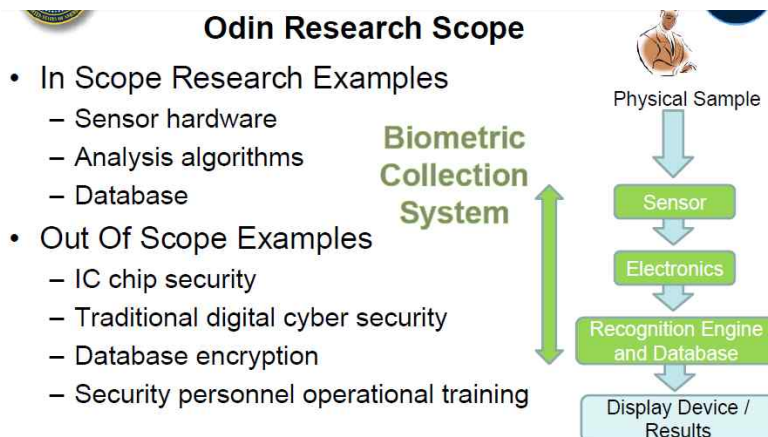 Odin Research Scope
• In Scope Research Examples
– Sensor hardware
– Analysis algorithms
– Database
• Out Of Scope Examples
– IC chip security
– Traditional digital cyber security
– Database encryption
– Security personnel operational training
Biometric
Collection
System
Physical Sample
Sensor
Electronics
Recognition Engine
and Database
Display Device /
Results